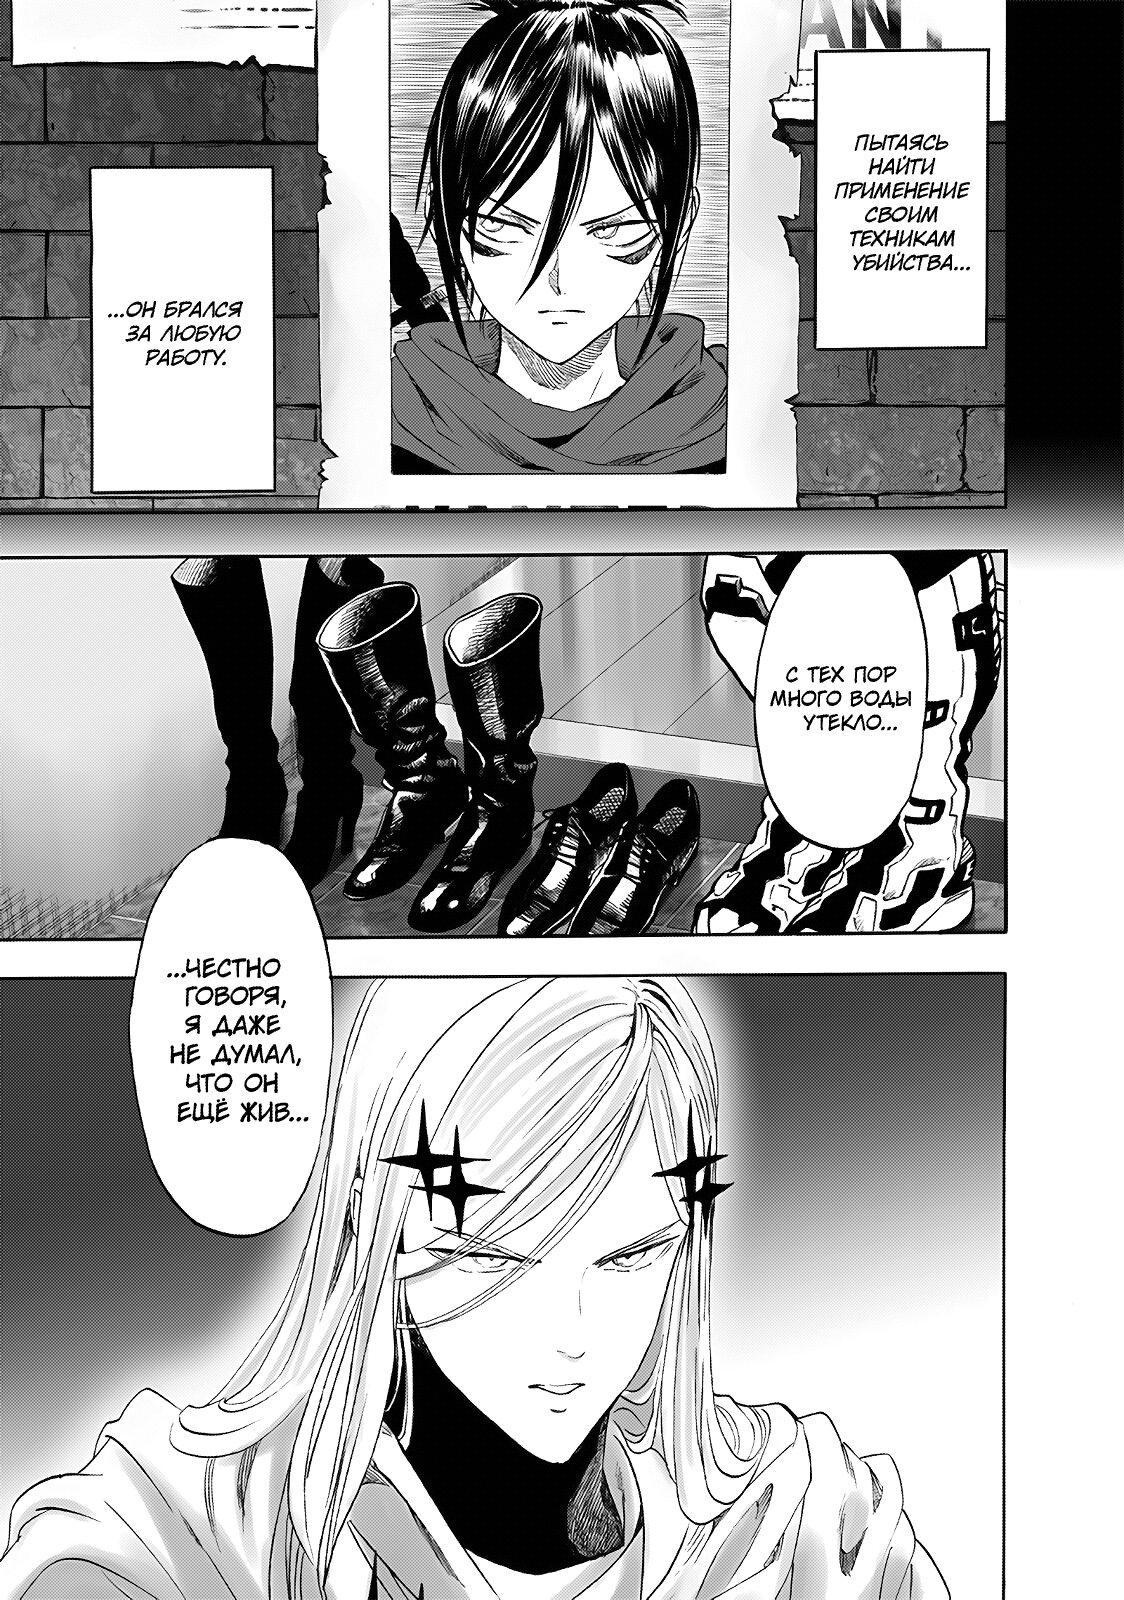 ANT
ПЫТАЯСЬ
НАЙТИ
ПРИМЕНЕНИЕ
СВОИМ
ТЕХНИКАМ
УБИЙСТВА...
...ОН БРАЛСЯ
ЗА ЛЮБУЮ
РАБОТУ.
С ТЕХ ПОР
МНОГО ВОДЫ
УТЕКЛО...
...ЧЕСТНО
ГОВОРЯ,
Я ДАЖЕ
НЕ ДУМАЛ,
ЧТО ОН
ЕЩЁ ЖИВ...